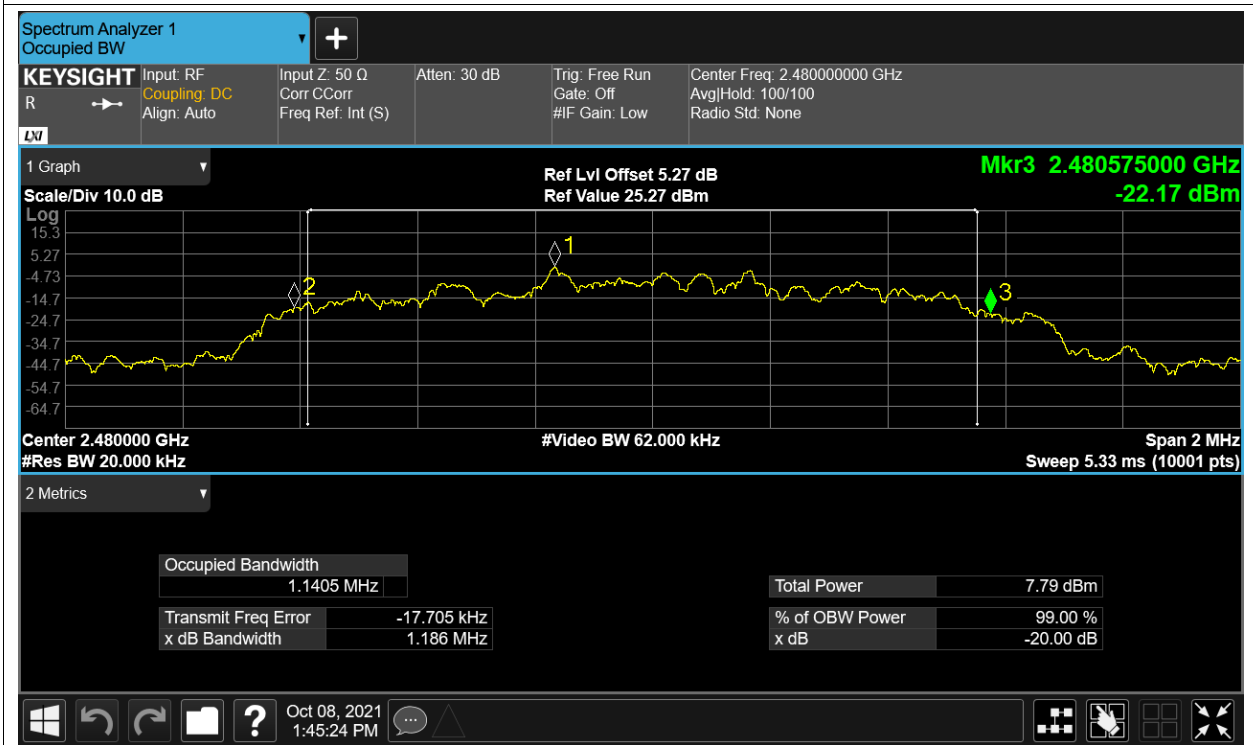 Spectrum Analyzer 1
Occupied BW
KEYSIGHT
R
LXI
Input: RF
Coupling: DC
Align: Auto
Input Z: 50 Ω
Corr CCorr
Freq Ref: Int (S)
Atten: 30 dB
Trig: Free Run
Gate: Off
#IF Gain: Low
Center Freq: 2.480000000 GHz
Avg|Hold: 100/100
Radio Std: None
1 Graph
Scale/Div 10.0 dB
Ref Lvl Offset 5.27 dB
Ref Value 25.27 dBm
Mkr3 2.480575000 GHz
-22.17 dBm
Log
15.3
5.27
-4.73
-14.7
-24.7
-34.7
-44.7
-54.7
-64.7
1
2
3
Center 2.480000 GHz
#Video BW 62.000 kHz
Span 2 MHz
#Res BW 20.000 kHz
Sweep 5.33 ms (10001 pts)
2 Metrics
Occupied Bandwidth
1.1405 MHz
Total Power 7.79 dBm
Transmit Freq Error -17.705 kHz
% of OBW Power 99.00 %
x dB Bandwidth 1.186 MHz
x dB -20.00 dB
?
Oct 08, 2021
1:45:24 PM